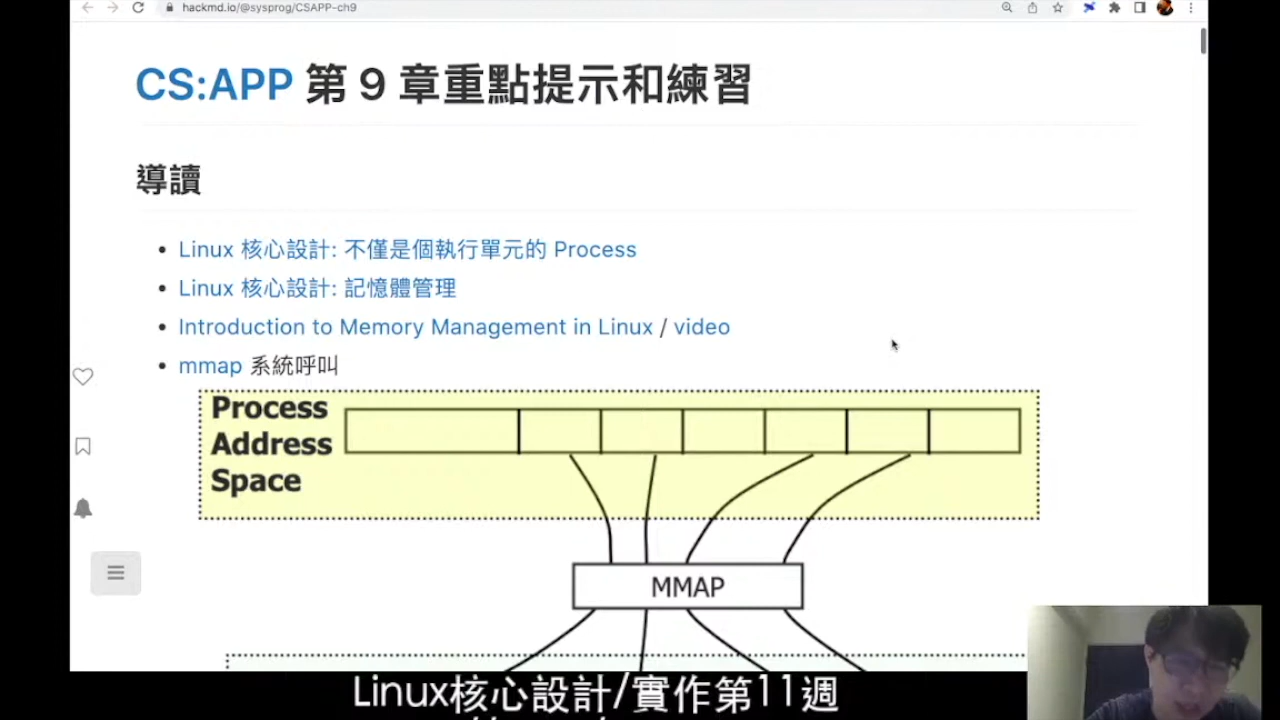 hackmd.io/@sysprog/CSAPP-ch9
CS:APP 第 9 章重點提示和練習
導讀
Linux 核心設計: 不僅是個執行單元的 Process
Linux 核心設計: 記憶體管理
Introduction to Memory Management in Linux / video
mmap 系統呼叫
Process
Address
Space
MMAP
Linux核心設計/實作第11週